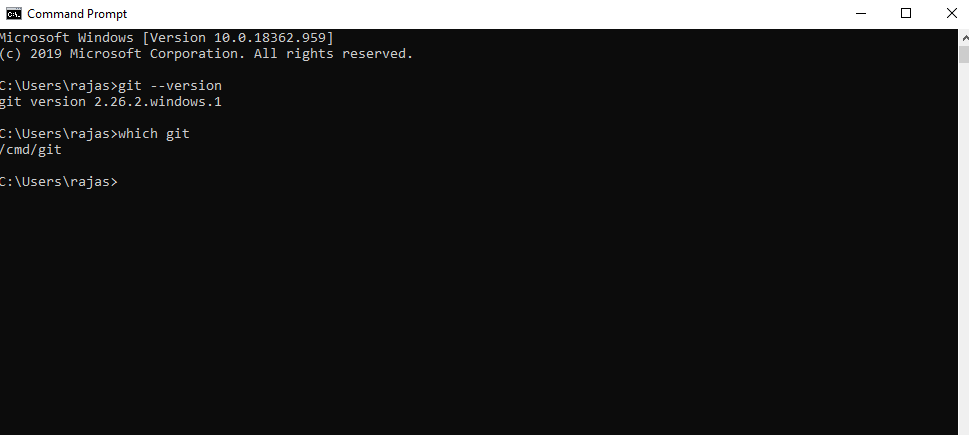 Command Prompt
Microsoft Windows [Version 10.0.18362.959]
(c) 2019 Microsoft Corporation. All rights reserved.
C:\Users\rajas>git --version
git version 2.26.2.windows.1
C:\Users\rajas>which git
/cmd/git
C:\Users\rajas>